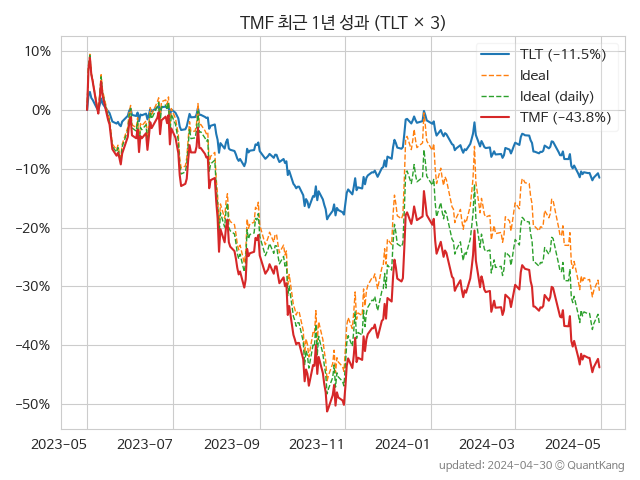 TMF 최근 1년 성과 (TLT × 3)
TLT (−11.5%)
Ideal
Ideal (daily)
TMF (−43.8%)
10%
0%
−10%
−20%
−30%
−40%
−50%
2023−05
2023−07
2023−09
2023−11
2024−01
2024−03
2024−05
updated: 2024-04-30 © QuantKang